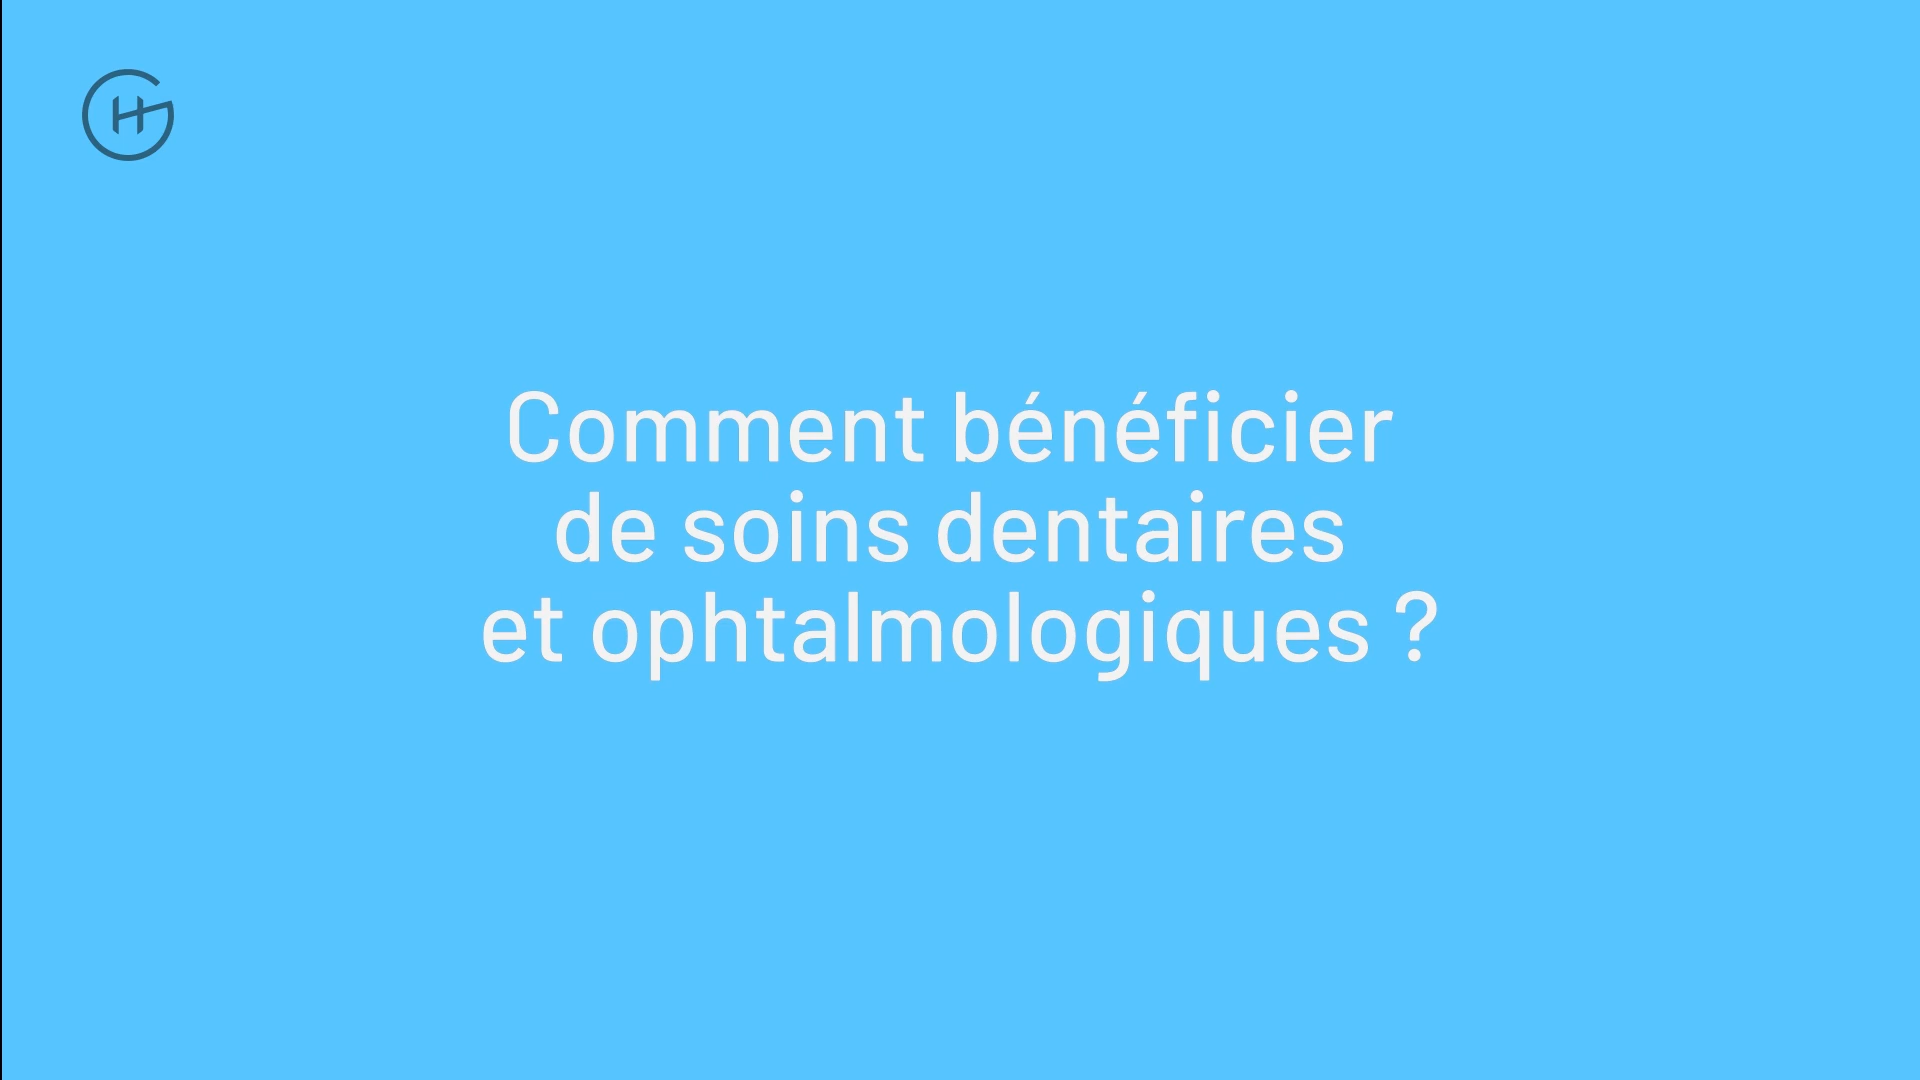 Comment bénéficier
de soins dentaires
et ophtalmologiques ?